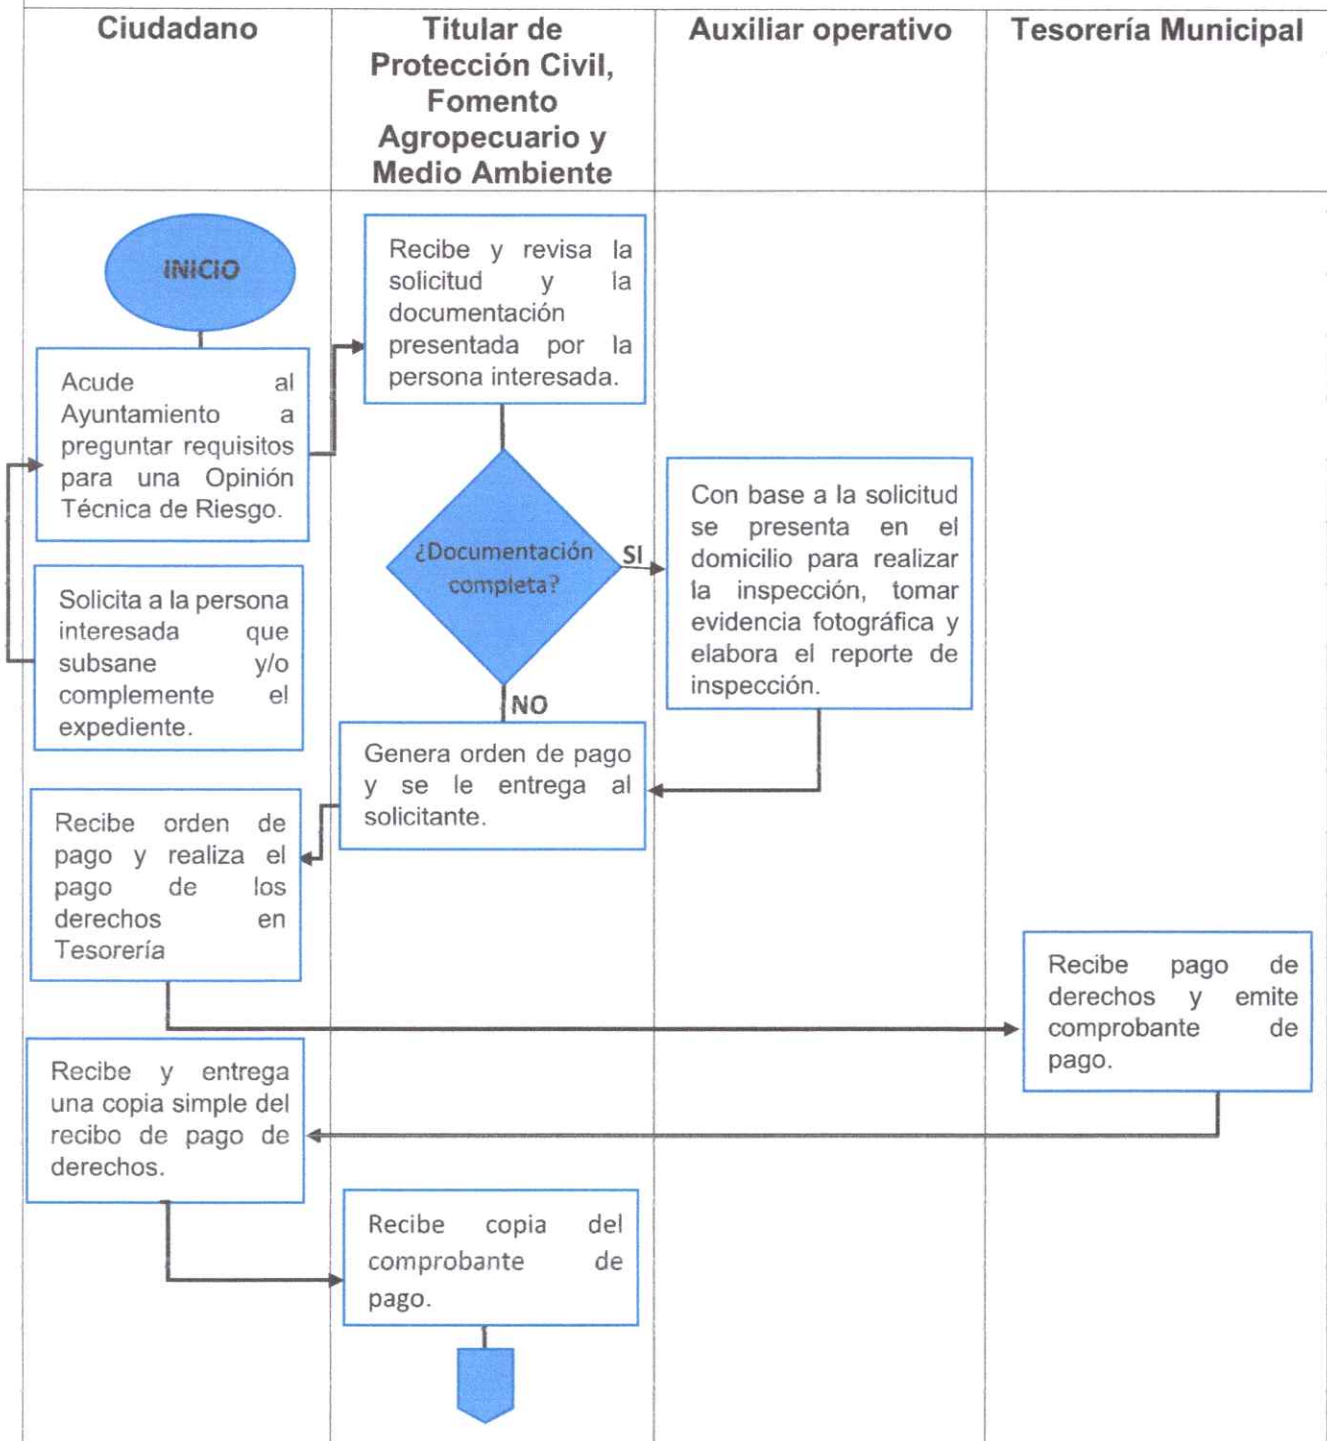 Ciudadano
Titular de
Protección Civil,
Fomento
Agropecuario y
Medio Ambiente
Auxiliar operativo
Tesorería Municipal
INICIO
Acude al
Ayuntamiento a
preguntar requisitos
para una Opinión
Técnica de Riesgo.
Recibe y revisa la
solicitud y la
documentación
presentada por la
persona interesada.
¿Documentación
completa?
SI
NO
Con base a la solicitud
se presenta en el
domicilio para realizar
la inspección, tomar
evidencia fotográfica y
elabora el reporte de
inspección.
Solicita a la persona
interesada que
subsane y/o
complemente el
expediente.
Genera orden de pago
y se le entrega al
solicitante.
Recibe orden de
pago y realiza el
pago de los
derechos en
Tesorería
Recibe pago de
derechos y emite
comprobante de
pago.
Recibe y entrega
una copia simple del
recibo de pago de
derechos.
Recibe copia del
comprobante de
pago.